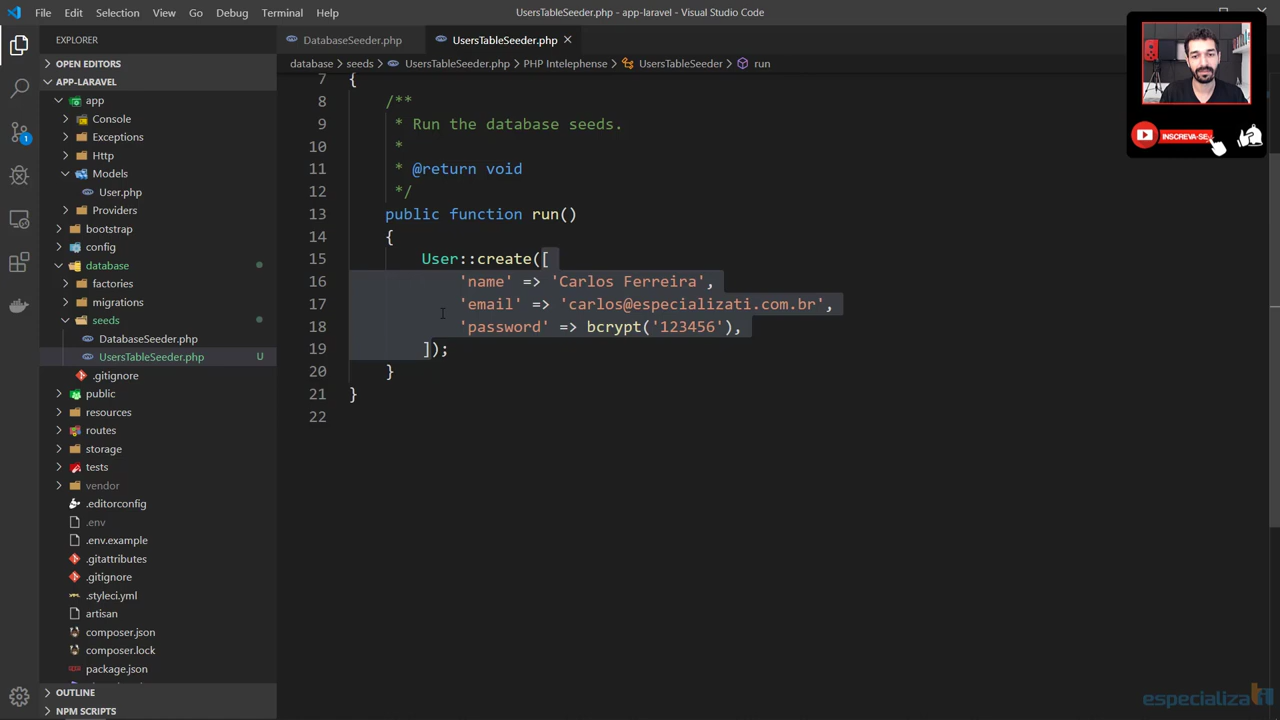 File Edit Selection View Go Debug Terminal Help
UsersTableSeeder.php - app-laravel - Visual Studio Code
EXPLORER
OPEN EDITORS
APP-LARAVEL
app
Console
Exceptions
Http
Models
User.php
Providers
bootstrap
config
database
factories
migrations
seeds
DatabaseSeeder.php
UsersTableSeeder.php U
.gitignore
public
resources
routes
storage
tests
vendor
.editorconfig
.env
.env.example
.gitattributes
.gitignore
.styleci.yml
artisan
composer.json
composer.lock
package.json
OUTLINE
NPM SCRIPTS
1
DatabaseSeeder.php UsersTableSeeder.php
database > seeds > UsersTableSeeder.php > PHP Intelephense > UsersTableSeeder > run
7 {
8 /**
9 * Run the database seeds.
10 *
11 * @return void
12 */
13 public function run()
14 {
15 User::create([
16 'name' => 'Carlos Ferreira',
17 'email' => 'carlos@especializati.com.br',
18 'password' => bcrypt('123456'),
19 ]);
20 }
21 }
22
INSCREVA-SE
especializati